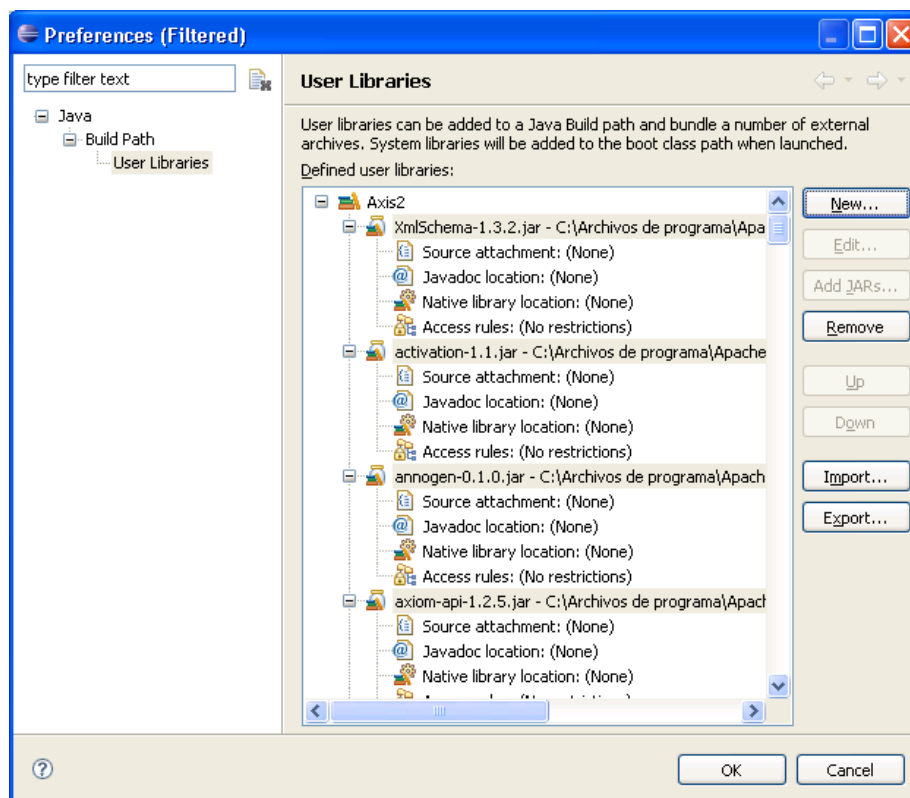 Preferences (Filtered)
type filter text
Java
Build Path
User Libraries
User Libraries
User libraries can be added to a Java Build path and bundle a number of external
archives. System libraries will be added to the boot class path when launched.
Defined user libraries:
Axis2
XmlSchema-1.3.2.jar - C:\Archivos de programa\Apa
Source attachment: (None)
Javadoc location: (None)
Native library location: (None)
Access rules: (No restrictions)
activation-1.1.jar - C:\Archivos de programa\Apache
Source attachment: (None)
Javadoc location: (None)
Native library location: (None)
Access rules: (No restrictions)
annogen-0.1.0.jar - C:\Archivos de programa\Apach
Source attachment: (None)
Javadoc location: (None)
Native library location: (None)
Access rules: (No restrictions)
axiom-api-1.2.5.jar - C:\Archivos de programa\Apach
Source attachment: (None)
Javadoc location: (None)
Native library location: (None)
New...
Edit...
Add JARs...
Remove
Up
Down
Import...
Export...
OK
Cancel